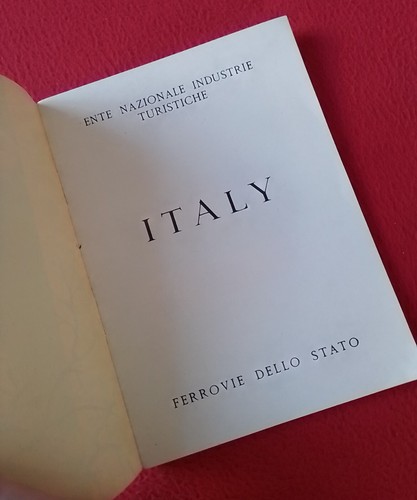 ENTE NAZIONALE INDUSTRIE
TURISTICHE
ITALY
FERROVIE DELLO STATO